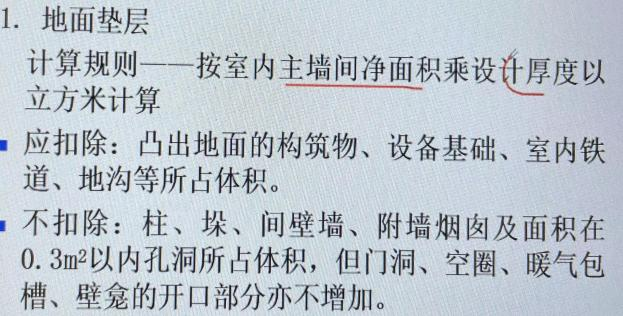 1. 地面垫层
计算规则——按室内主墙间净面积乘设计厚度以
立方米计算
应扣除：凸出地面的构筑物、设备基础、室内铁
道、地沟等所占体积。
不扣除：柱、垛、间壁墙、附墙烟囱及面积在
0.3m²以内孔洞所占体积，但门洞、空圈、暖气包
槽、壁龛的开口部分亦不增加。